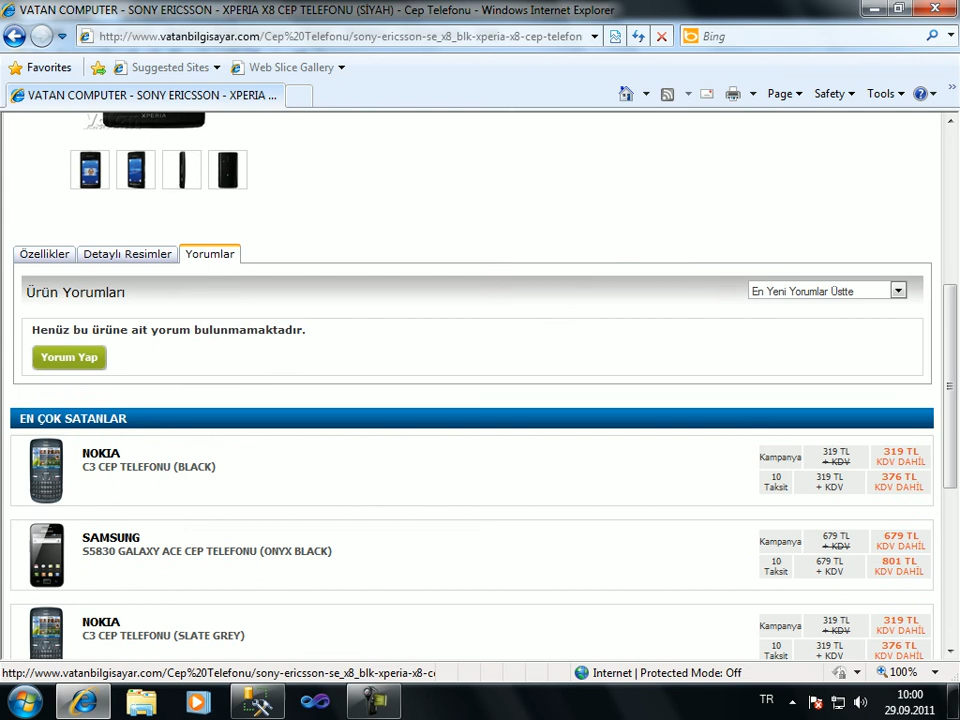 VATAN COMPUTER - SONY ERICSSON - XPERIA X8 CEP TELEFONU (SİYAH) - Cep Telefonu - Windows Internet Explorer
http://www.vatanbilgisayar.com/Cep%20Telefonu/sony-ericsson-se_x8_blk-xperia-x8-cep-telefon
Bing
Favorites
Suggested Sites
Web Slice Gallery
VATAN COMPUTER - SONY ERICSSON - XPERIA ...
Page
Safety
Tools
XPERIA
Özellikler
Detaylı Resimler
Yorumlar
Ürün Yorumları
En Yeni Yorumlar Üstte
Henüz bu ürüne ait yorum bulunmamaktadır.
Yorum Yap
EN ÇOK SATANLAR
NOKIA
C3 CEP TELEFONU (BLACK)
Kampanya
319 TL
+ KDV
319 TL
KDV DAHİL
10
Taksit
319 TL
+ KDV
376 TL
KDV DAHİL
SAMSUNG
S5830 GALAXY ACE CEP TELEFONU (ONYX BLACK)
Kampanya
679 TL
+ KDV
679 TL
KDV DAHİL
10
Taksit
679 TL
+ KDV
801 TL
KDV DAHİL
NOKIA
C3 CEP TELEFONU (SLATE GREY)
Kampanya
319 TL
+ KDV
319 TL
KDV DAHİL
10
Taksit
319 TL
+ KDV
376 TL
KDV DAHİL
http://www.vatanbilgisayar.com/Cep%20Telefonu/sony-ericsson-se_x8_blk-xperia-x8-c
Internet | Protected Mode: Off
100%
TR
10:00
29.09.2011